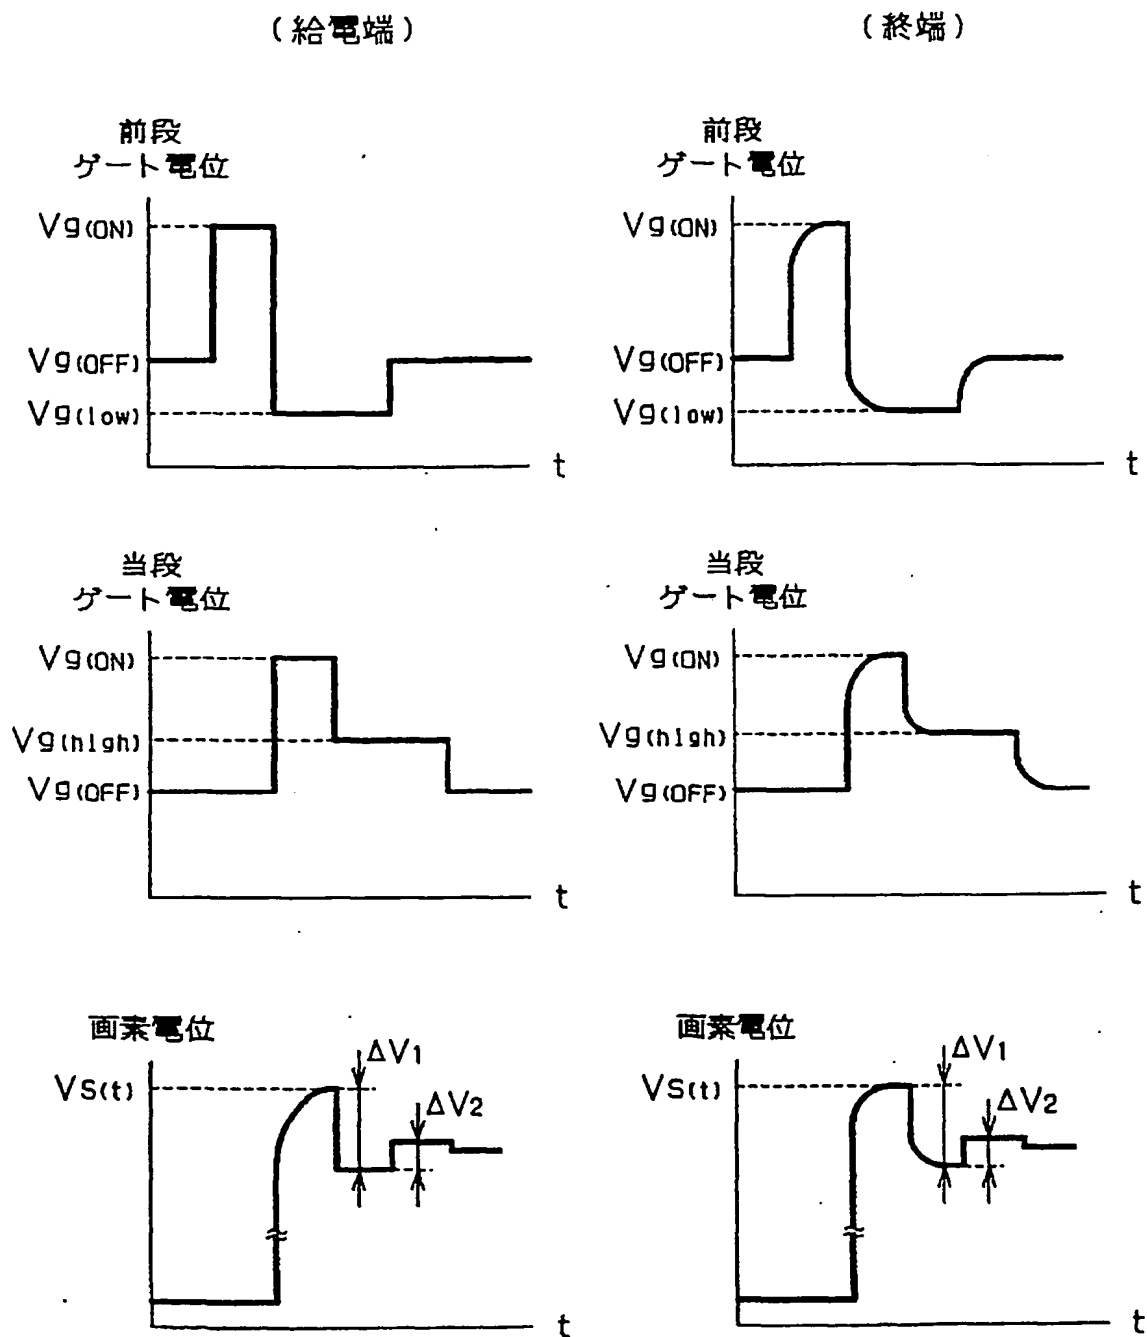 (給電端)
(終端)
前段
ゲート電位
Vg(ON)
Vg(OFF)
Vg(low)
t
前段
ゲート電位
Vg(ON)
Vg(OFF)
Vg(low)
t
当段
ゲート電位
Vg(ON)
Vg(high)
Vg(OFF)
t
当段
ゲート電位
Vg(ON)
Vg(high)
Vg(OFF)
t
画素電位
VS(t)
ΔV1
ΔV2
t
画素電位
VS(t)
ΔV1
ΔV2
t